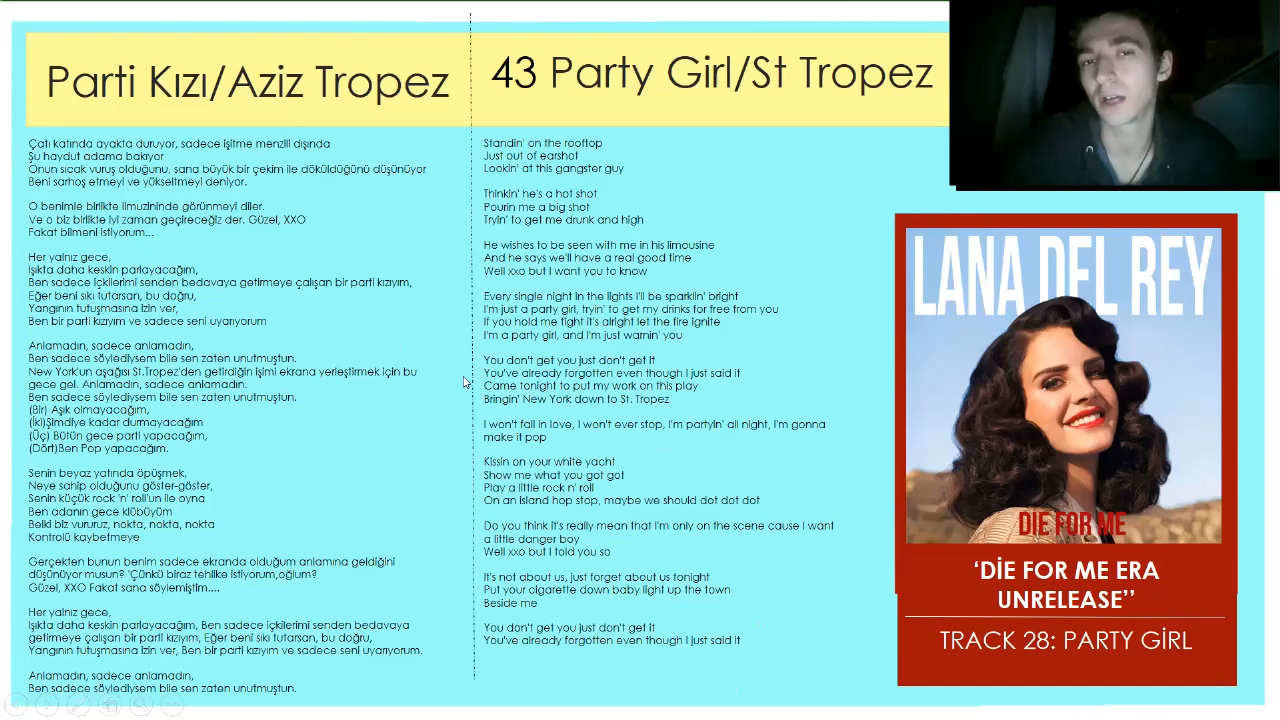 Parti Kızı/Aziz Tropez
Çatı katında ayakta duruyor, sadece işitme menzili dışında
Şu haydut adama bakıyor
Onun sıcak vuruş olduğunu, sana büyük bir çekim ile döküldüğünü düşünüyor
Beni sarhoş etmeyi ve yükseltmeyi deniyor.
O benimle birlikte limuzininde görünmeyi diler.
Ve o biz birlikte iyi zaman geçireceğiz der. Güzel, XXO
Fakat bilmeni istiyorum...
Her yalnız gece,
Işıkta daha keskin parlayacağım,
Ben sadece içkilerimi senden bedavaya getirmeye çalışan bir parti kızıyım,
Eğer beni sıkı tutarsan, bu doğru,
Yangının tutuşmasına izin ver,
Ben bir parti kızıyım ve sadece seni uyarıyorum
Anlamadın, sadece anlamadın,
Ben sadece söylediysem bile sen zaten unutmuştun.
New York'un aşağısı St.Tropez'den getirdiğin işimi ekrana yerleştirmek için bu
gece gel. Anlamadın, sadece anlamadın.
Ben sadece söylediysem bile sen zaten unutmuştun.
(Bir) Aşık olmayacağım,
(İki)Şimdiye kadar durmayacağım
(Üç) Bütün gece parti yapacağım,
(Dört)Ben Pop yapacağım.
Senin beyaz yatında öpüşmek,
Neye sahip olduğunu göster-göster,
Senin küçük rock 'n' roll'un ile oyna
Ben adanın gece klübüyüm
Belki biz vururuz, nokta, nokta, nokta
Kontrolü kaybetmeye
Gerçekten bunun benim sadece ekranda olduğum anlamına geldiğini
düşünüyor musun? 'Çünkü biraz tehlike istiyorum,oğlum?
Güzel, XXO Fakat sana söylemiştim....
Her yalnız gece,
Işıkta daha keskin parlayacağım, Ben sadece içkilerimi senden bedavaya
getirmeye çalışan bir parti kızıyım, Eğer beni sıkı tutarsan, bu doğru,
Yangının tutuşmasına izin ver, Ben bir parti kızıyım ve sadece seni uyarıyorum.
Anlamadın, sadece anlamadın,
Ben sadece söylediysem bile sen zaten unutmuştun.
43 Party Girl/St Tropez
Standin' on the rooftop
Just out of earshot
Lookin' at this gangster guy
Thinkin' he's a hot shot
Pourin me a big shot
Tryin' to get me drunk and high
He wishes to be seen with me in his limousine
And he says we'll have a real good time
Well xxo but I want you to know
Every single night in the lights I'll be sparklin' bright
I'm just a party girl, tryin' to get my drinks for free from you
If you hold me tight it's alright let the fire ignite
I'm a party girl, and I'm just warnin' you
You don't get you just don't get it
You've already forgotten even though I just said it
Came tonight to put my work on this play
Bringin' New York down to St. Tropez
I won't fall in love, I won't ever stop, I'm partyin' all night, I'm gonna
make it pop
Kissin on your white yacht
Show me what you got got
Play a little rock n' roll
On an island hop stop, maybe we should dot dot dot
Do you think it's really mean that I'm only on the scene cause I want
a little danger boy
Well xxo but I told you so
It's not about us, just forget about us tonight
Put your cigarette down baby light up the town
Beside me
You don't get you just don't get it
You've already forgotten even though I just said it
LANA DEL REY
DIE FOR ME
‘DİE FOR ME ERA
UNRELEASE’’
TRACK 28: PARTY GİRL